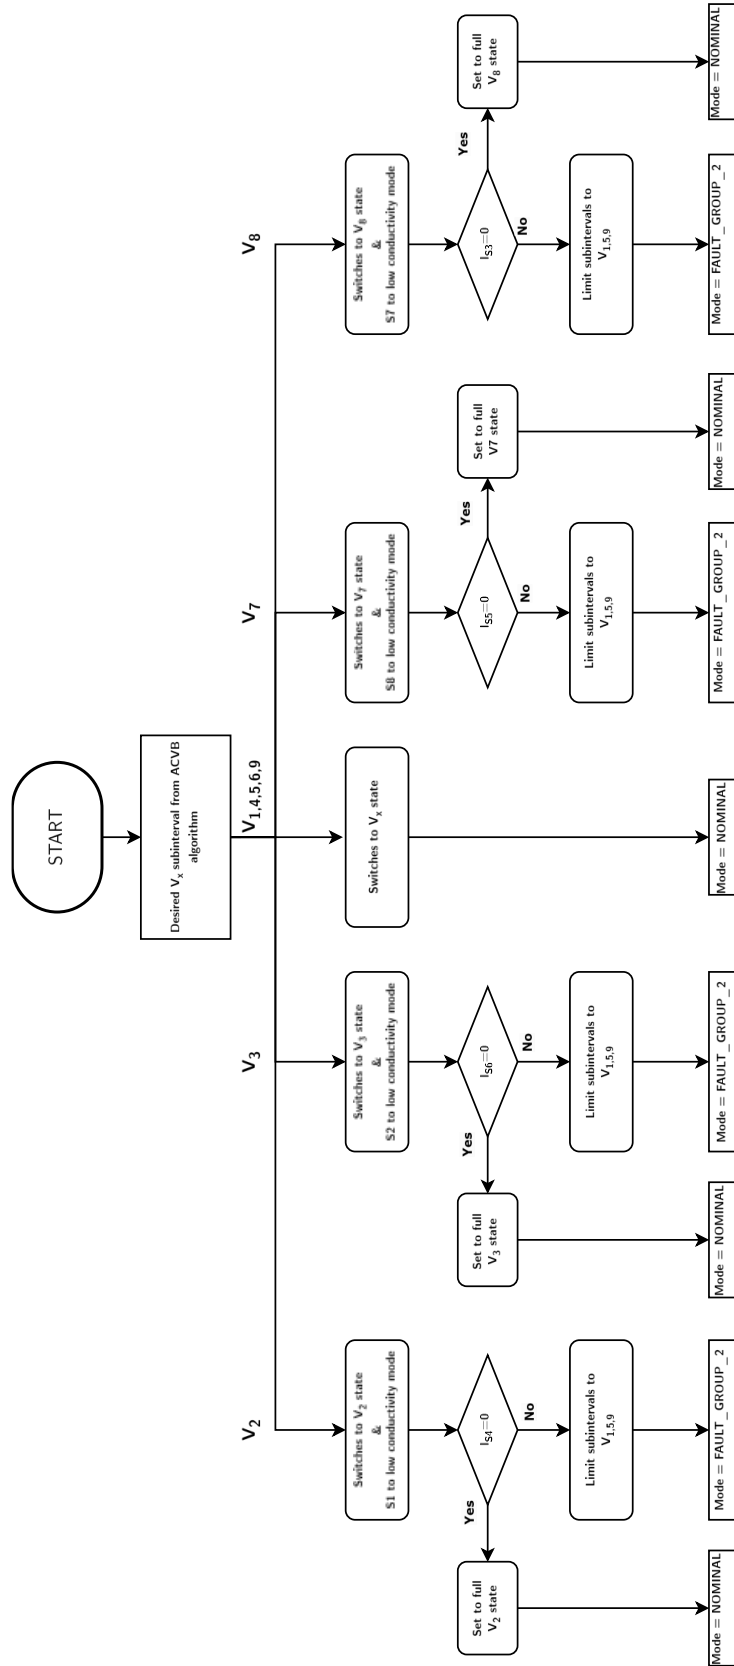 START
Desired Vₓ subinterval from ACVB
algorithm
V₂
V₃
V₁,₄,₅,₆,₉
V₇
V₈
Switches to V₂ state
&
S1 to low conductivity mode
Switches to V₃ state
&
S2 to low conductivity mode
Switches to Vₓ state
Switches to V₇ state
&
S8 to low conductivity mode
Switches to V₈ state
&
S7 to low conductivity mode
Set to full
V₂ state
Yes
I_S4=0
No
Set to full
V₃ state
Yes
I_S6=0
No
I_S5=0
Yes
No
Set to full
V7 state
I_S3=0
Yes
No
Set to full
V₈ state
Limit subintervals to
V₁,₅,₉
Limit subintervals to
V₁,₅,₉
Limit subintervals to
V₁,₅,₉
Limit subintervals to
V₁,₅,₉
Mode = NOMINAL
Mode = FAULT_GROUP_2
Mode = NOMINAL
Mode = FAULT_GROUP_2
Mode = NOMINAL
Mode = FAULT_GROUP_2
Mode = NOMINAL
Mode = FAULT_GROUP_2
Mode = NOMINAL